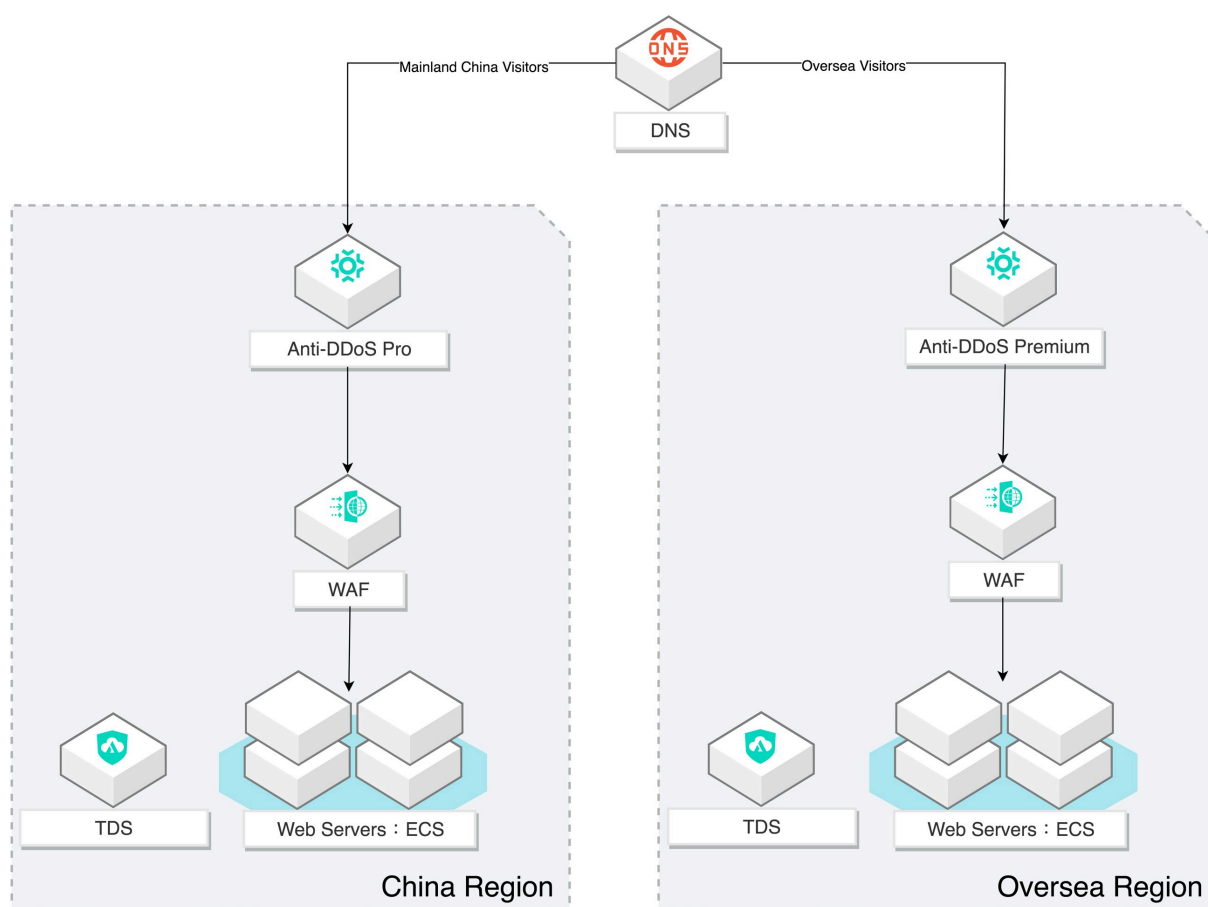 DNS
Mainland China Visitors
Oversea Visitors
DNS
Anti-DDoS Pro
Anti-DDoS Premium
WAF
WAF
TDS
Web Servers：ECS
TDS
Web Servers：ECS
China Region
Oversea Region